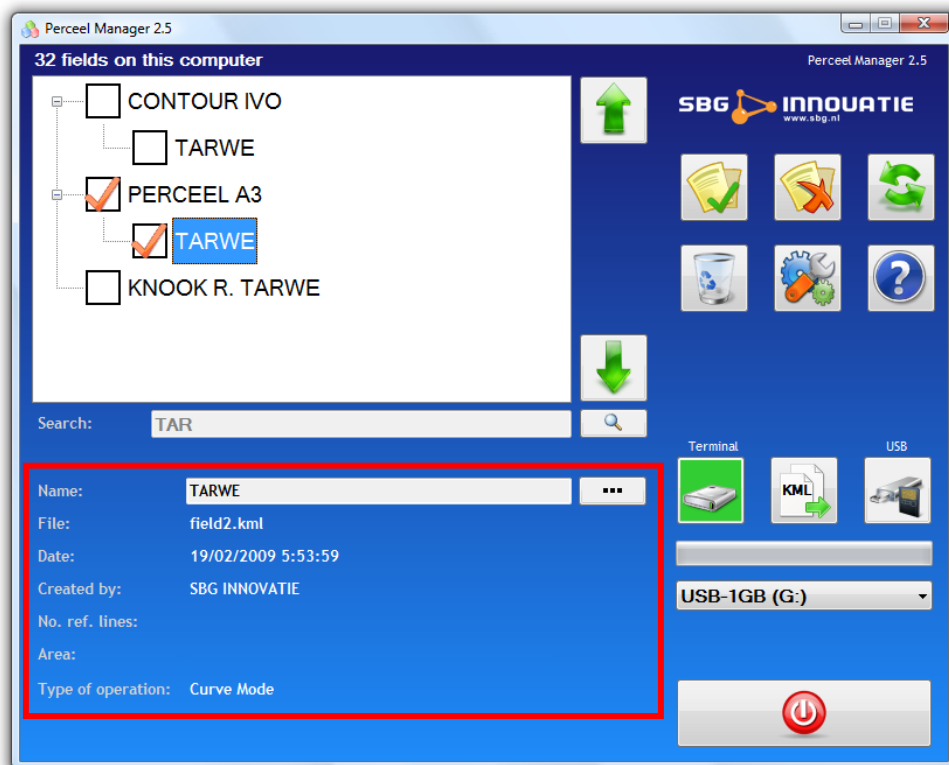 Perceel Manager 2.5
32 fields on this computer
Perceel Manager 2.5
CONTOUR IVO
TARWE
PERCEEL A3
TARWE
KNOOK R. TARWE
SBG INNOVATIE
www.sbg.nl
Search:
TAR
Terminal
USB
KML
USB-1GB (G:)
Name:
TARWE
...
File:
field2.kml
Date:
19/02/2009 5:53:59
Created by:
SBG INNOVATIE
No. ref. lines:
Area:
Type of operation:
Curve Mode